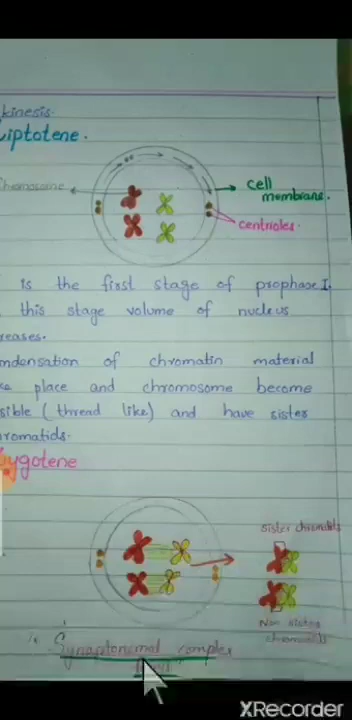 kinesis.
iptotene.
Chomosome
cell
membrane.
centrioles.
is the first stage of prophase I.
this stage volume of nucleus
reases.
ndensation of chromatin material
place and chromosome become
sible (thread like) and have sister
romatids.
ygotene
Sister chromatids
Non sister
chromatids
Synaptonemal complex
XRecorder